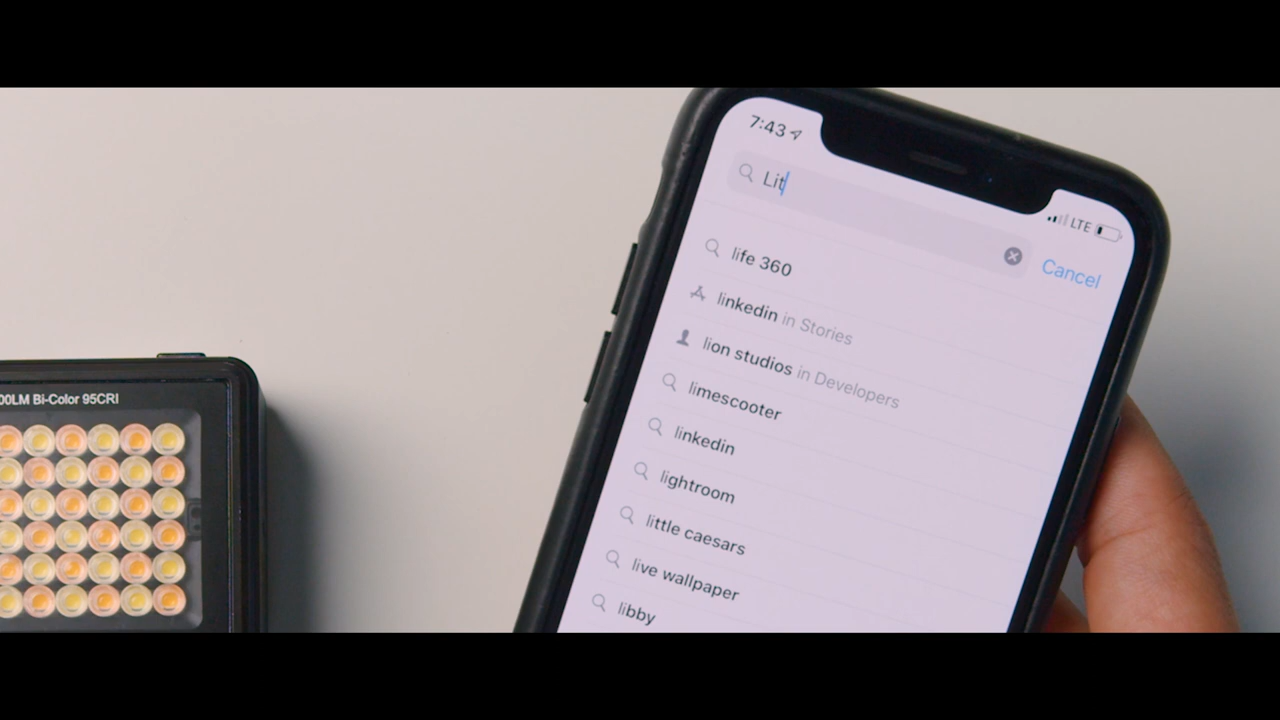 7:43
LTE
Lit
Cancel
life 360
linkedin in Stories
lion studios in Developers
limescooter
linkedin
lightroom
little caesars
live wallpaper
libby
00LM Bi-Color 95CRI